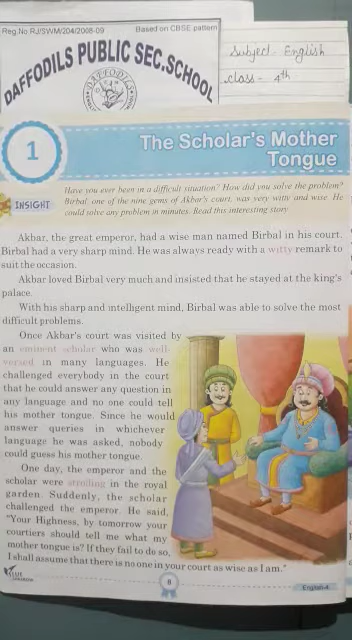 Reg.No.RJ/SWM/204/2008-09
Based on CBSE pattern
DAFFODILS PUBLIC SEC.SCHOOL
DAFFODILS
Subject - English
class - 4th
1
The Scholar's Mother
Tongue
INSIGHT
Have you ever been in a difficult situation? How did you solve the problem?
Birbal, one of the nine gems of Akbar's court, was very witty and wise. He
could solve any problem in minutes. Read this interesting story
Akbar, the great emperor, had a wise man named Birbal in his court.
Birbal had a very sharp mind. He was always ready with a witty remark to
suit the occasion.
Akbar loved Birbal very much and insisted that he stayed at the king's
palace.
With his sharp and intelligent mind, Birbal was able to solve the most
difficult problems.
Once Akbar's court was visited by
an eminent scholar who was well-
versed in many languages. He
challenged everybody in the court
that he could answer any question in
any language and no one could tell
his mother tongue. Since he would
answer queries in whichever
language he was asked, nobody
could guess his mother tongue.
One day, the emperor and the
scholar were strolling in the royal
garden. Suddenly, the scholar
challenged the emperor. He said,
"Your Highness, by tomorrow your
courtiers should tell me what my
mother tongue is? If they fail to do so,
I shall assume that there is no one in your court as wise as I am."
8
English-4